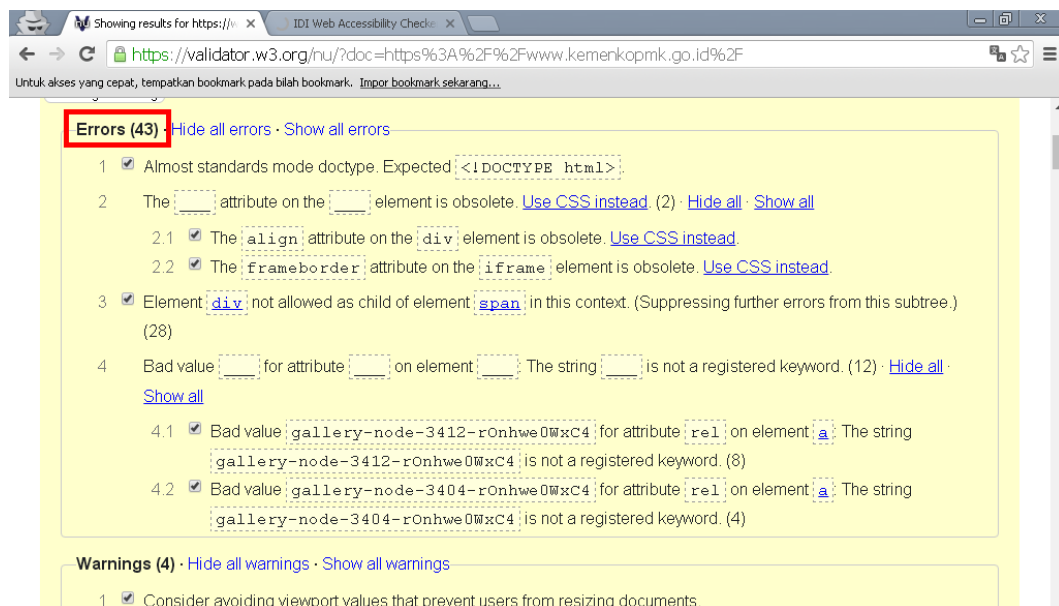 Showing results for https://w
IDI Web Accessibility Checke
https://validator.w3.org/nu/?doc=https%3A%2F%2Fwww.kemenkopmk.go.id%2F
Untuk akses yang cepat, tempatkan bookmark pada bilah bookmark. Impor bookmark sekarang...
Errors (43) · Hide all errors · Show all errors
1 Almost standards mode doctype. Expected <!DOCTYPE html>.
2 The ___ attribute on the ___ element is obsolete. Use CSS instead. (2) · Hide all · Show all
2.1 The align attribute on the div element is obsolete. Use CSS instead.
2.2 The frameborder attribute on the iframe element is obsolete. Use CSS instead.
3 Element div not allowed as child of element span in this context. (Suppressing further errors from this subtree.)
(28)
4 Bad value ___ for attribute ___ on element ___: The string ___ is not a registered keyword. (12) · Hide all ·
Show all
4.1 Bad value gallery-node-3412-rOnhwe0WxC4 for attribute rel on element a: The string
gallery-node-3412-rOnhwe0WxC4 is not a registered keyword. (8)
4.2 Bad value gallery-node-3404-rOnhwe0WxC4 for attribute rel on element a: The string
gallery-node-3404-rOnhwe0WxC4 is not a registered keyword. (4)
Warnings (4) · Hide all warnings · Show all warnings
1 Consider avoiding viewport values that prevent users from resizing documents.